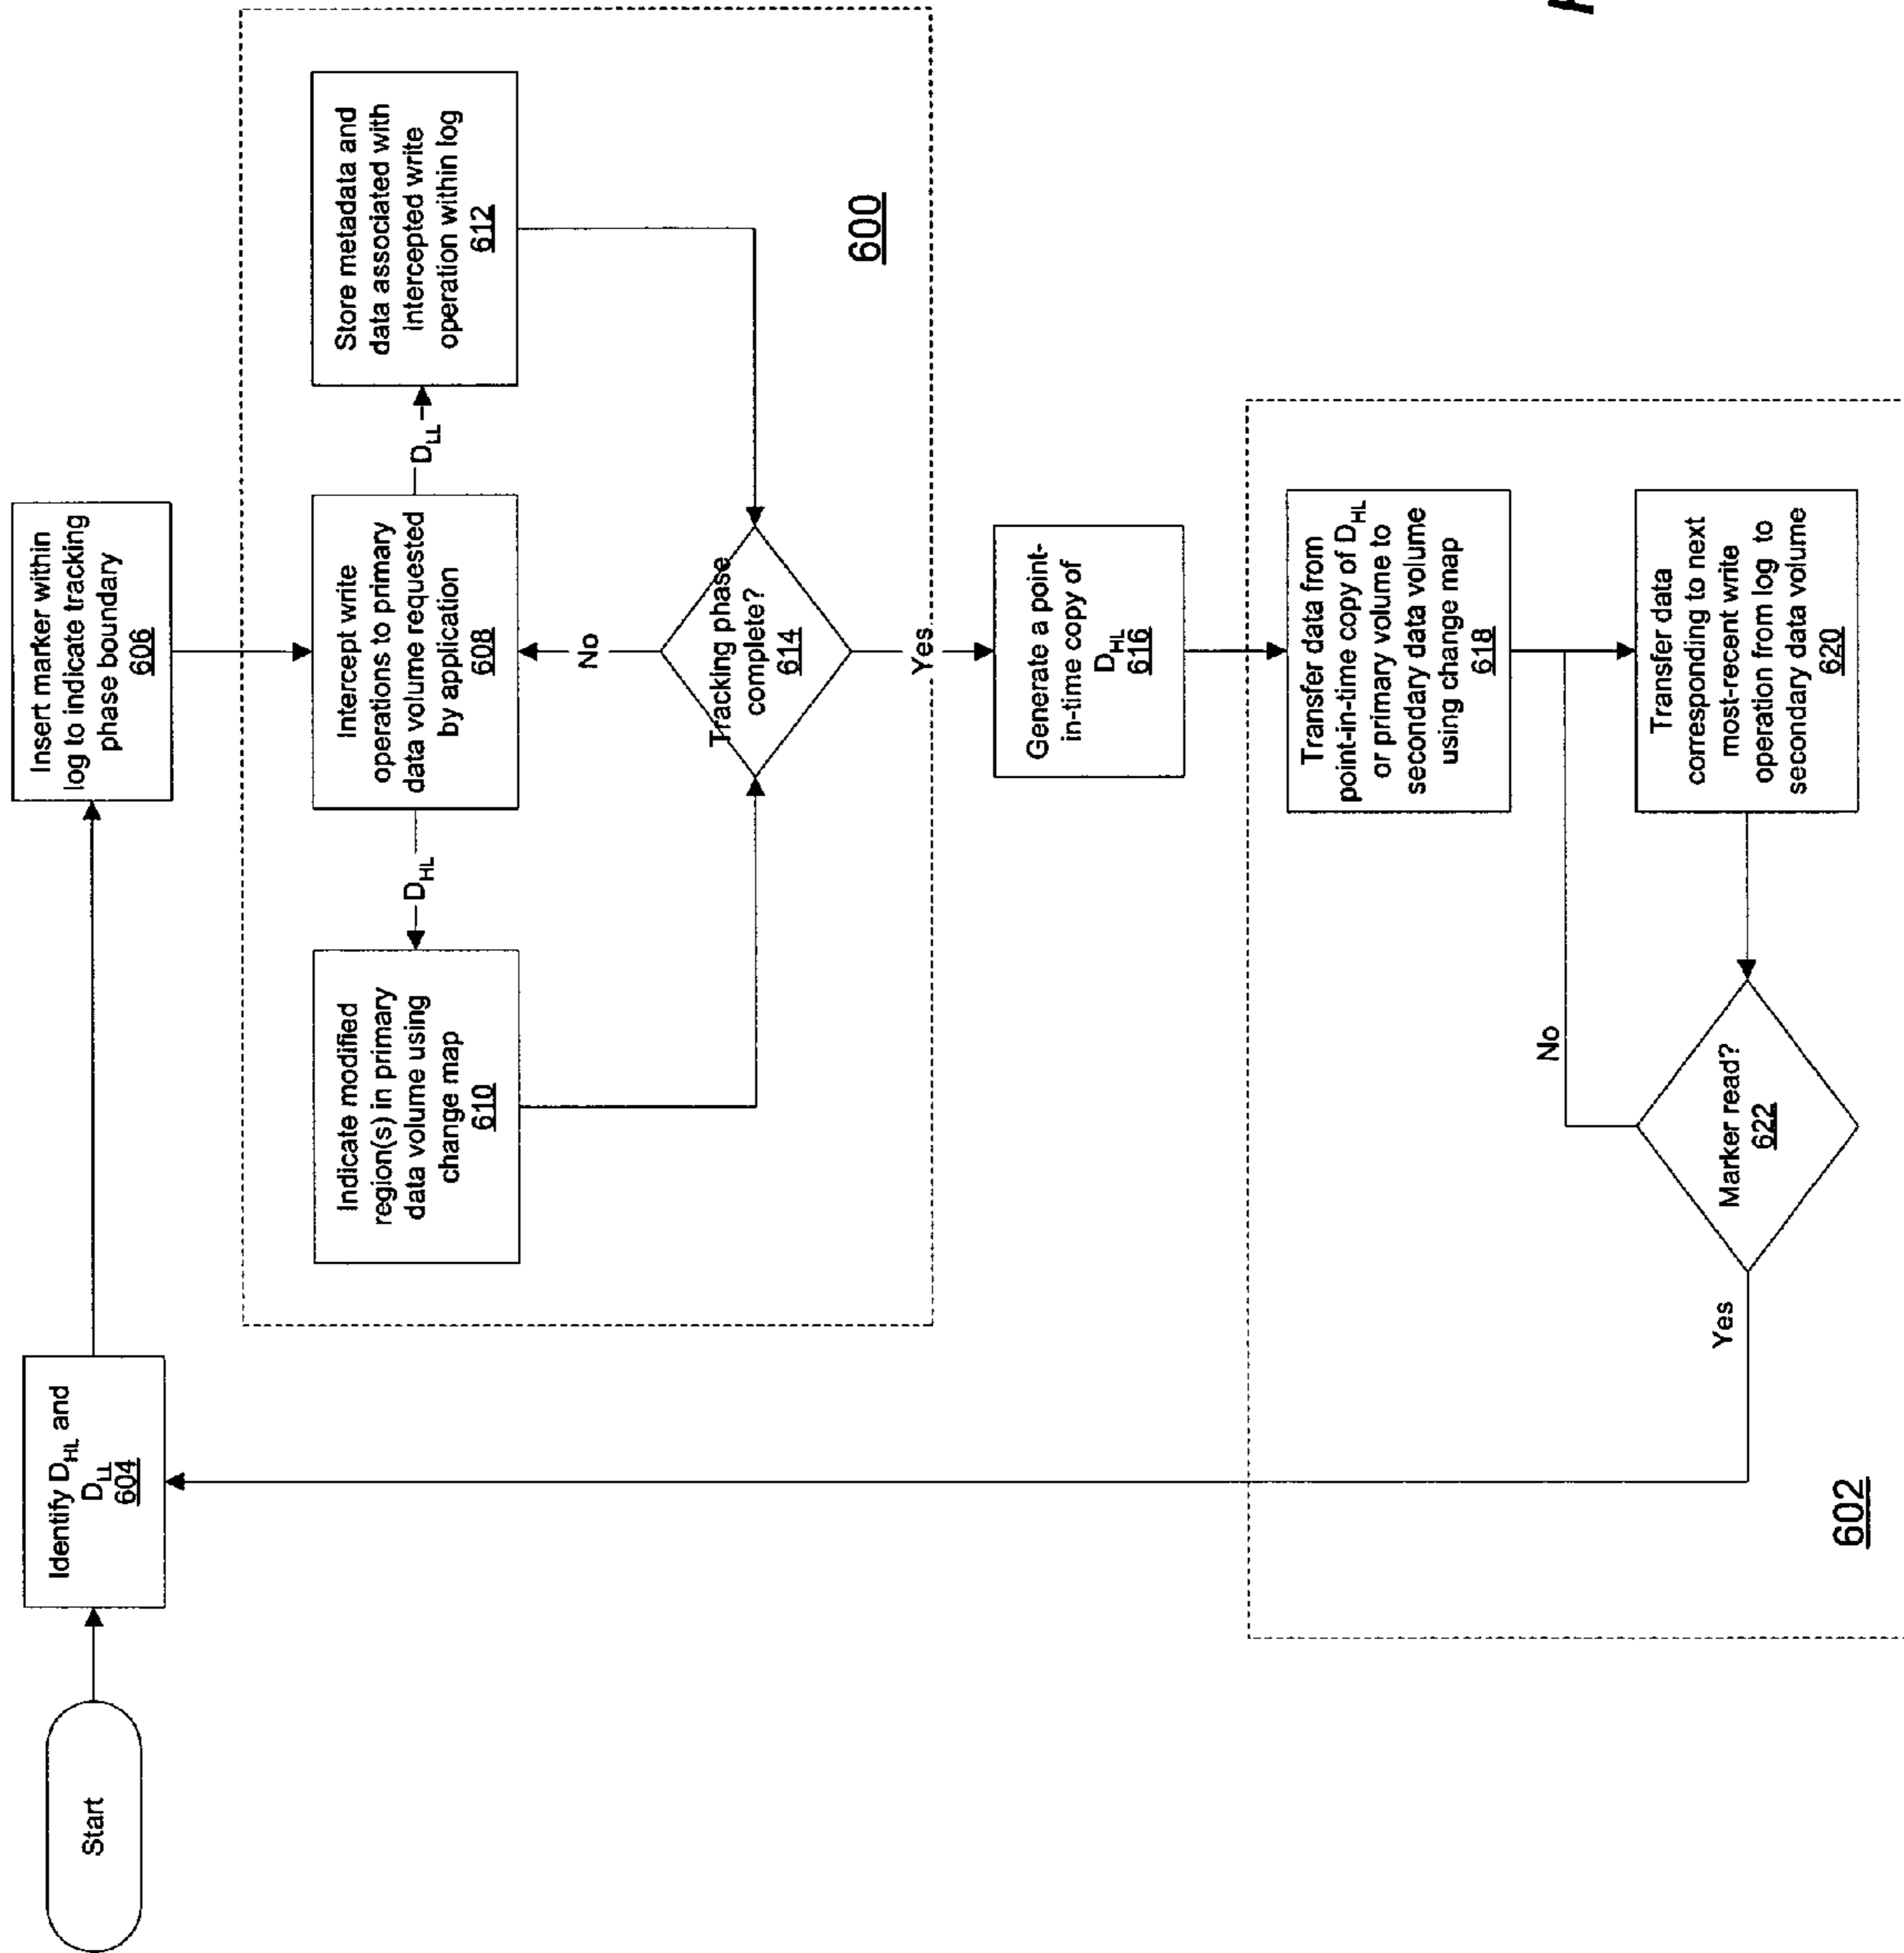 Start
Identify D_HL and
D_LL
604
Insert marker within
log to indicate tracking
phase boundary
606
Intercept write
operations to primary
data volume requested
by application
608
D_HL
D_LL
Indicate modified
region(s) in primary
data volume using
change map
610
Store metadata and
data associated with
intercepted write
operation within log
612
Tracking phase
complete?
614
No
Yes
600
Generate a point-
in-time copy of
D_HL
616
Transfer data from
point-in-time copy of D_HL
or primary volume to
secondary data volume
using change map
618
Transfer data
corresponding to next
most-recent write
operation from log to
secondary data volume
620
Marker read?
622
No
Yes
602